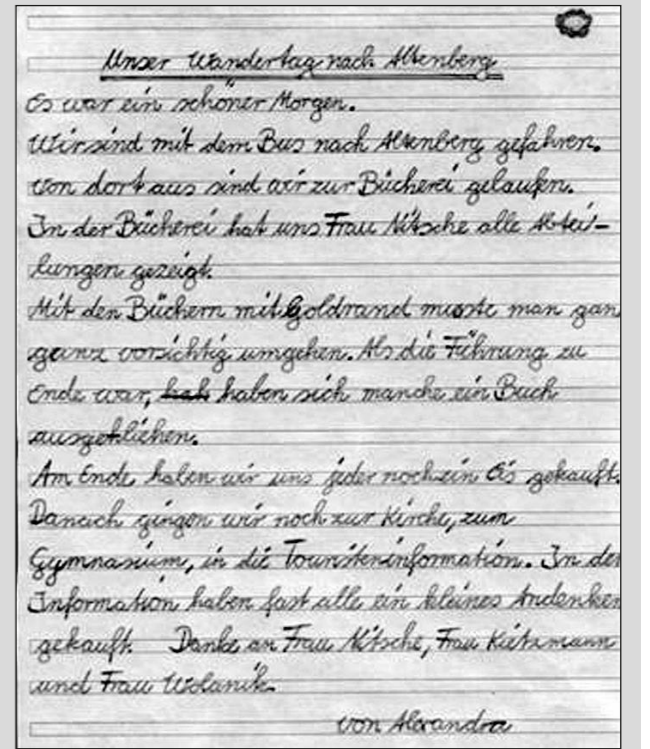 Unser Wandertag nach Altenberg
Es war ein schöner Morgen.
Wir sind mit dem Bus nach Altenberg gefahren.
Von dort aus sind wir zur Bücherei gelaufen.
In der Bücherei hat uns Frau Nitsche alle Abtei-
lungen gezeigt.
Mit den Büchern mit Goldrand musste man gan
ganz vorsichtig umgehen. Als die Führung zu
Ende war, hah haben sich manche ein Buch
ausgehliehen.
Am Ende haben wir uns jeder noch ein Eis gekauft.
Danach gingen wir noch zur Kirche, zum
Gymnasium, in die Touristeninformation. In der
Information haben fast alle ein kleines Andenken
gekauft. Danke an Frau Nitsche, Frau Kietzmann
und Frau Wolanik.
von Alexandra